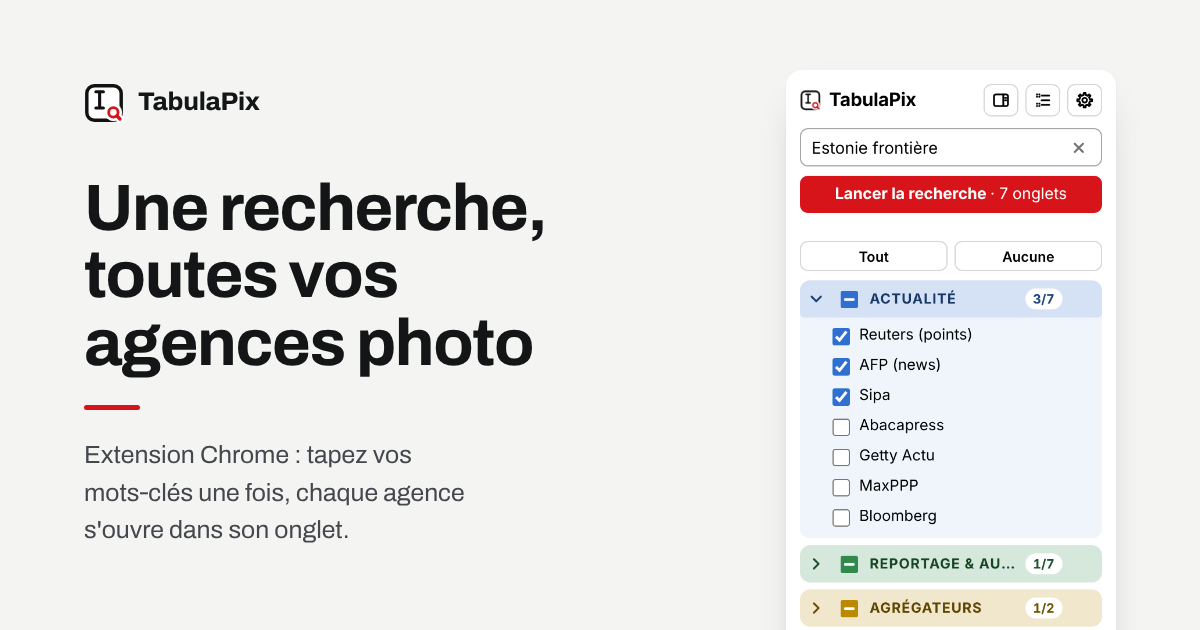 TabulaPix
Une recherche,
toutes vos
agences photo
Extension Chrome : tapez vos
mots-clés une fois, chaque agence
s'ouvre dans son onglet.
TabulaPix
Estonie frontière
Lancer la recherche · 7 onglets
Tout
Aucune
ACTUALITÉ 3/7
Reuters (points)
AFP (news)
Sipa
Abacapress
Getty Actu
MaxPPP
Bloomberg
REPORTAGE & AU... 1/7
AGRÉGATEURS 1/2